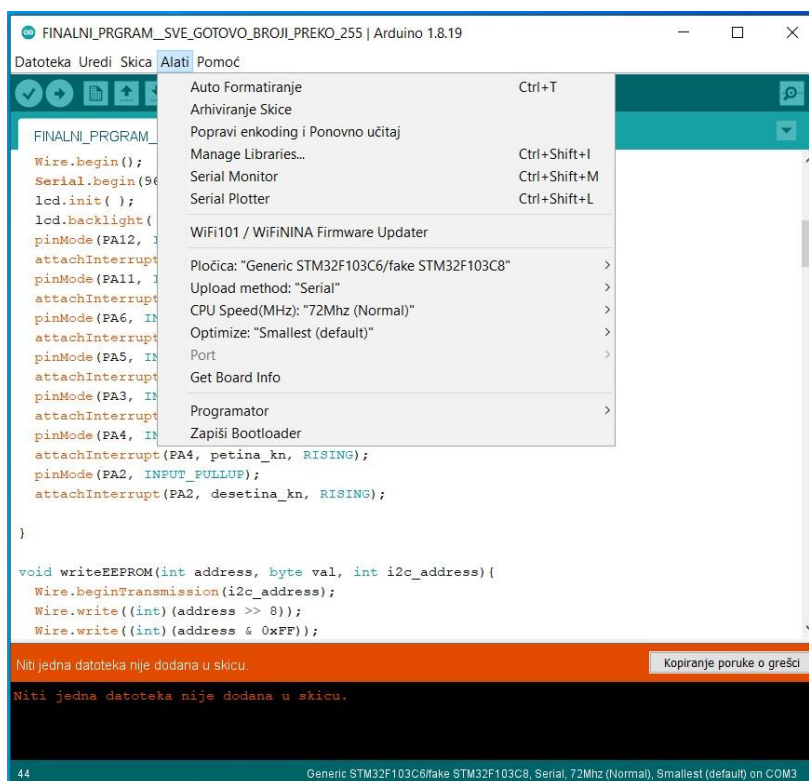 FINALNI_PRGRAM__SVE_GOTOVO_BROJI_PREKO_255 | Arduino 1.8.19
Datoteka Uredi Skica Alati Pomoć
Auto Formatiranje Ctrl+T
Arhiviranje Skice
Popravi enkoding i Ponovno učitaj
Manage Libraries... Ctrl+Shift+I
Serial Monitor Ctrl+Shift+M
Serial Plotter Ctrl+Shift+L
WiFi101 / WiFiNINA Firmware Updater
Pločica: "Generic STM32F103C6/fake STM32F103C8"
Upload method: "Serial"
CPU Speed(MHz): "72Mhz (Normal)"
Optimize: "Smallest (default)"
Port
Get Board Info
Programator
Zapiši Bootloader
FINALNI_PRGRAM_
Wire.begin();
Serial.begin(96
lcd.init( );
lcd.backlight(
pinMode(PA12, I
attachInterrupt
pinMode(PA11, I
attachInterrupt
pinMode(PA6, IN
attachInterrupt
pinMode(PA5, IN
attachInterrupt
pinMode(PA3, IN
attachInterrupt
pinMode(PA4, IN
attachInterrupt(PA4, petina_kn, RISING);
pinMode(PA2, INPUT_PULLUP);
attachInterrupt(PA2, desetina_kn, RISING);
}
void writeEEPROM(int address, byte val, int i2c_address){
Wire.beginTransmission(i2c_address);
Wire.write((int)(address >> 8));
Wire.write((int)(address & 0xFF));
Niti jedna datoteka nije dodana u skicu.
Kopiranje poruke o grešci
Niti jedna datoteka nije dodana u skicu.
44
Generic STM32F103C6/fake STM32F103C8, Serial, 72Mhz (Normal), Smallest (default) on COM3